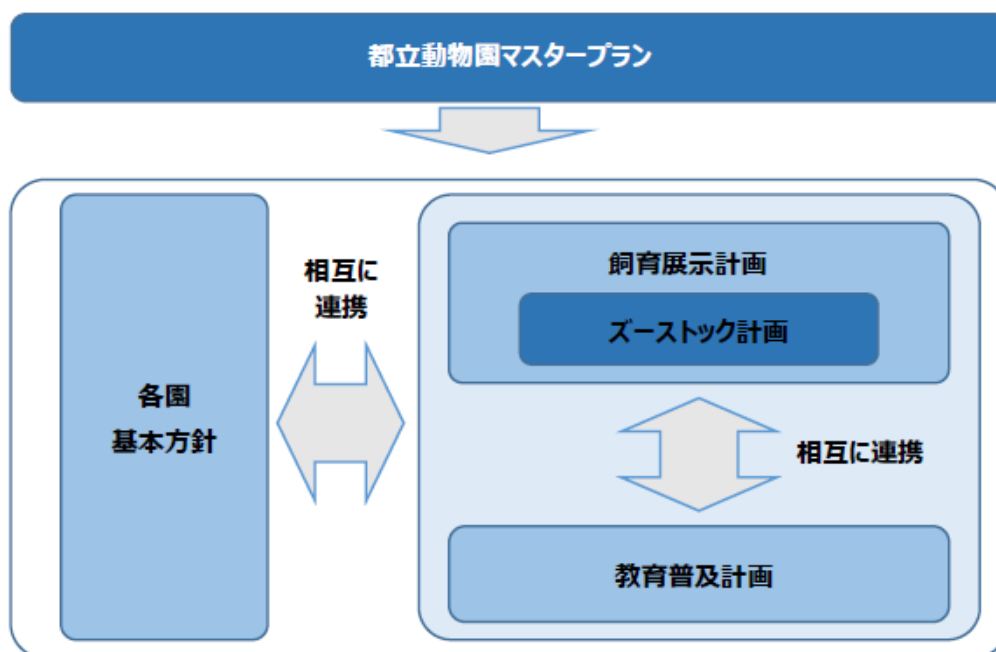 都立動物園マスタープラン
相互に
連携
各園
基本方針
飼育展示計画
ズーストック計画
相互に連携
教育普及計画